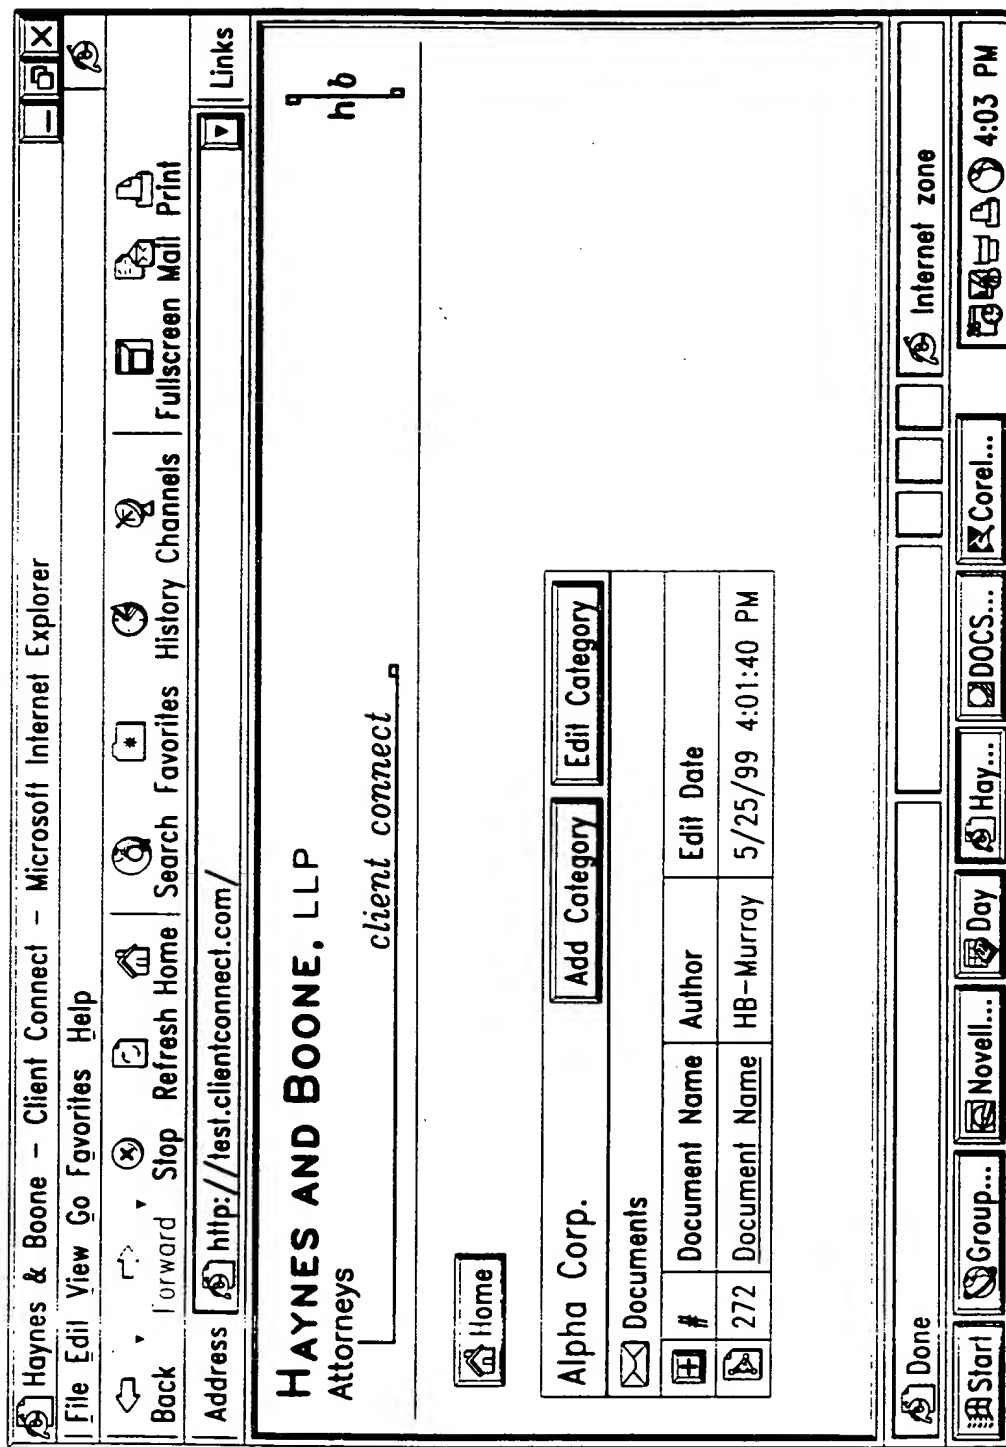 Haynes & Boone - Client Connect - Microsoft Internet Explorer
File Edit View Go Favorites Help
Back Forward Stop Refresh Home Search Favorites History Channels Fullscreen Mail Print
Address http://test.clientconnect.com/ Links
HAYNES AND BOONE, LLP
Attorneys
client connect
h b
Home
Alpha Corp. Add Category Edit Category
Documents
# Document Name Author Edit Date
272 Document Name HB-Murray 5/25/99 4:01:40 PM
Done Internet zone
Start Group... Novell... Day Hay... DOCS... Corel... 4:03 PM